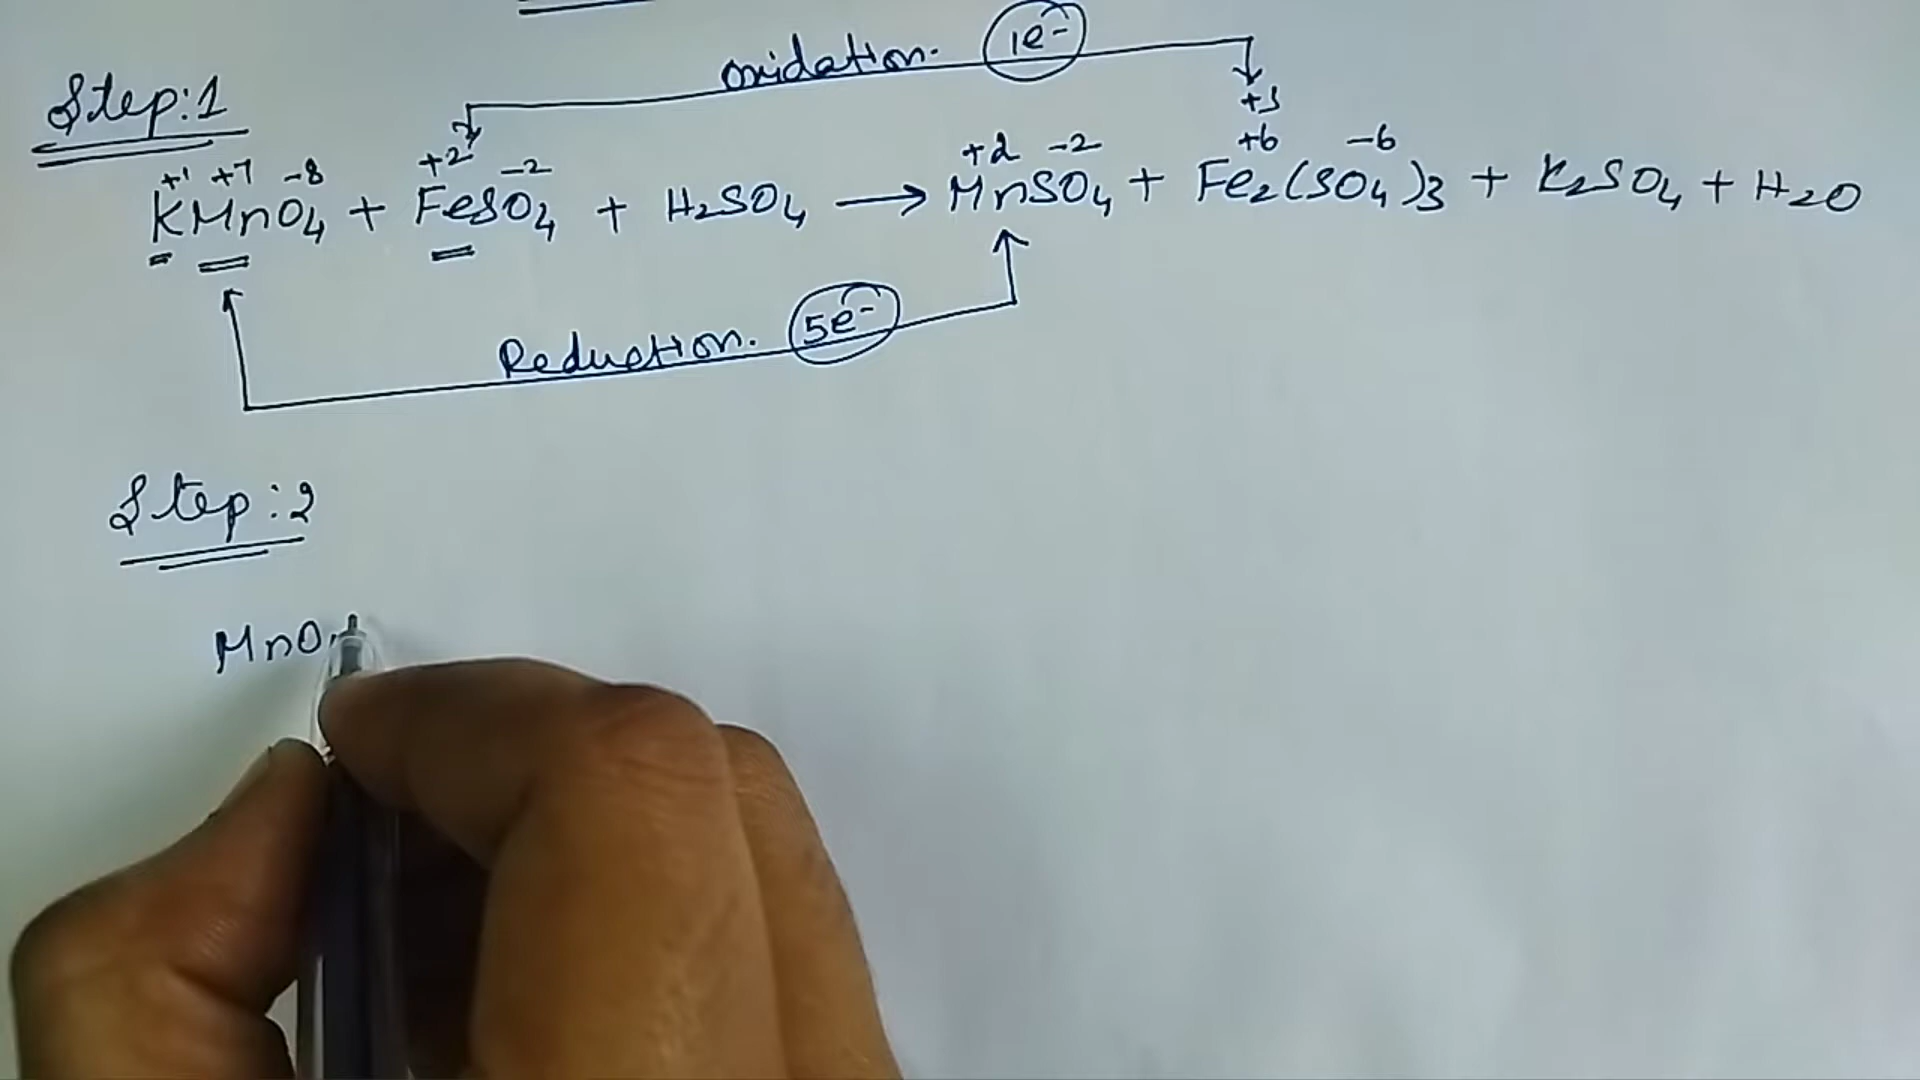 Oxidation. 1e-
Step:1
+3
+1 +7 -8 +2 -2 +2 -2 +6 -6
KMnO4 + FeSO4 + H2SO4 → MnSO4 + Fe2(SO4)3 + K2SO4 + H2O
Reduction. 5e-
Step:2
MnO